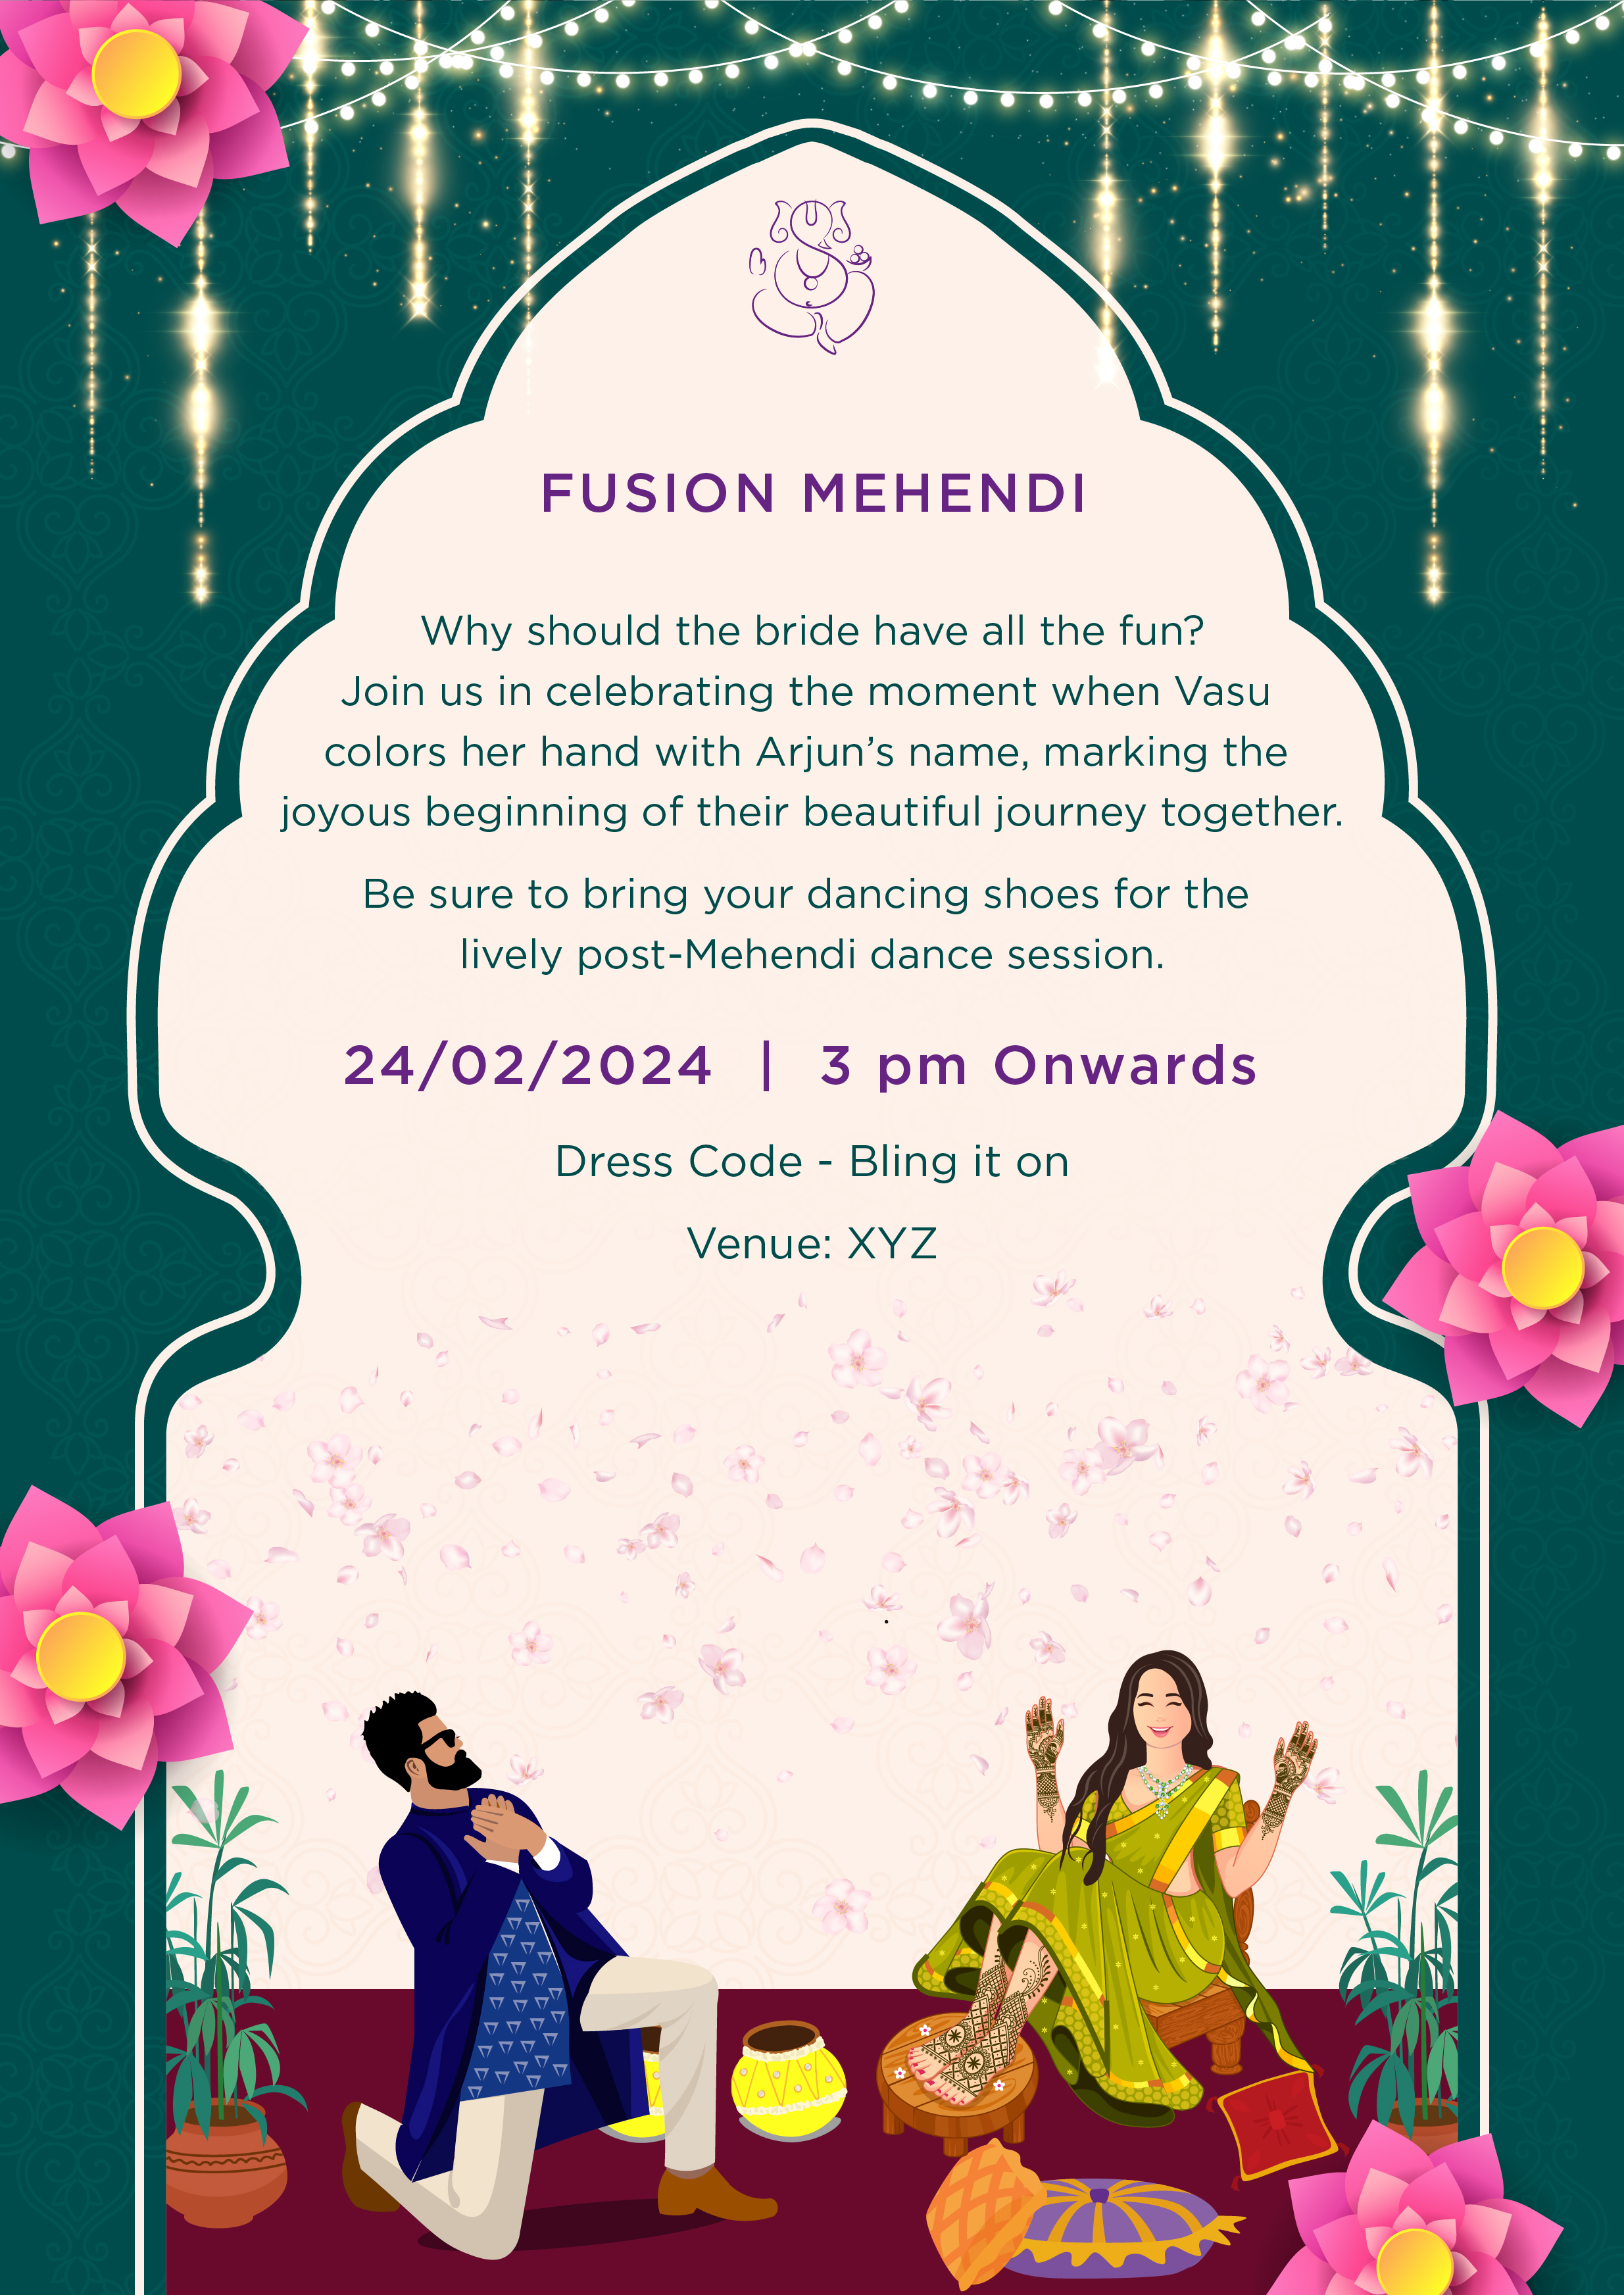 FUSION MEHENDI
Why should the bride have all the fun?
Join us in celebrating the moment when Vasu
colors her hand with Arjun’s name, marking the
joyous beginning of their beautiful journey together.
Be sure to bring your dancing shoes for the
lively post-Mehendi dance session.
24/02/2024 | 3 pm Onwards
Dress Code - Bling it on
Venue: XYZ